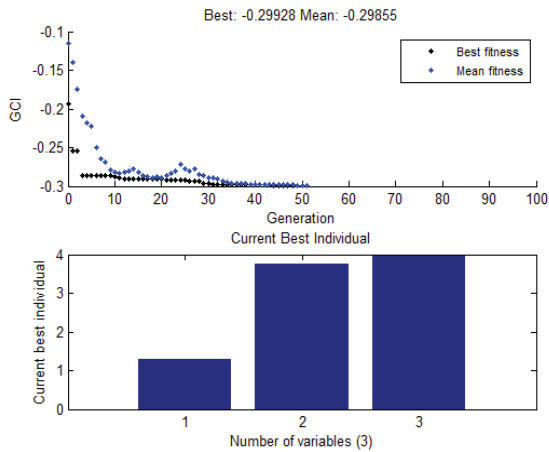 Best: -0.29928 Mean: -0.29855
-0.1
-0.15
-0.2
-0.25
-0.3
GCI
Best fitness
Mean fitness
0 10 20 30 40 50 60 70 80 90 100
Generation
Current Best Individual
4
3
2
1
0
Current best individual
1 2 3
Number of variables (3)